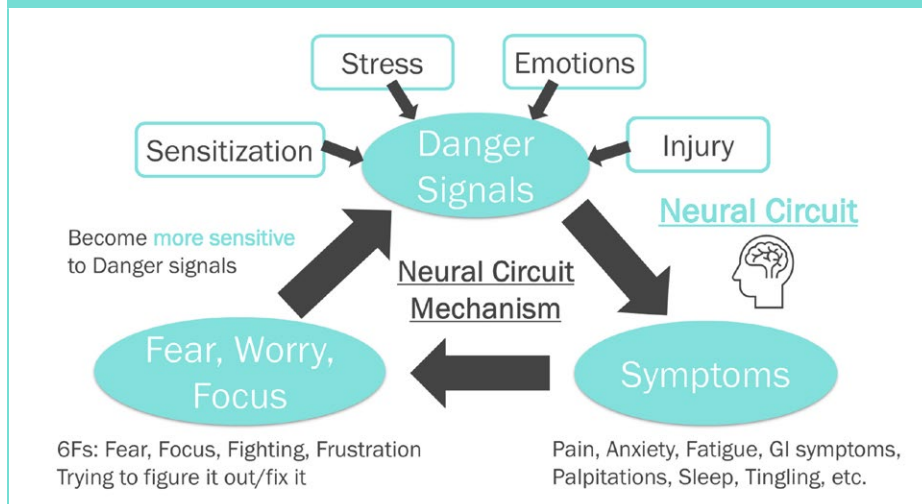 Stress
Emotions
Sensitization
Danger
Signals
Injury
Neural Circuit
Become more sensitive
to Danger signals
Neural Circuit
Mechanism
Fear, Worry,
Focus
Symptoms
6Fs: Fear, Focus, Fighting, Frustration
Trying to figure it out/fix it
Pain, Anxiety, Fatigue, GI symptoms,
Palpitations, Sleep, Tingling, etc.